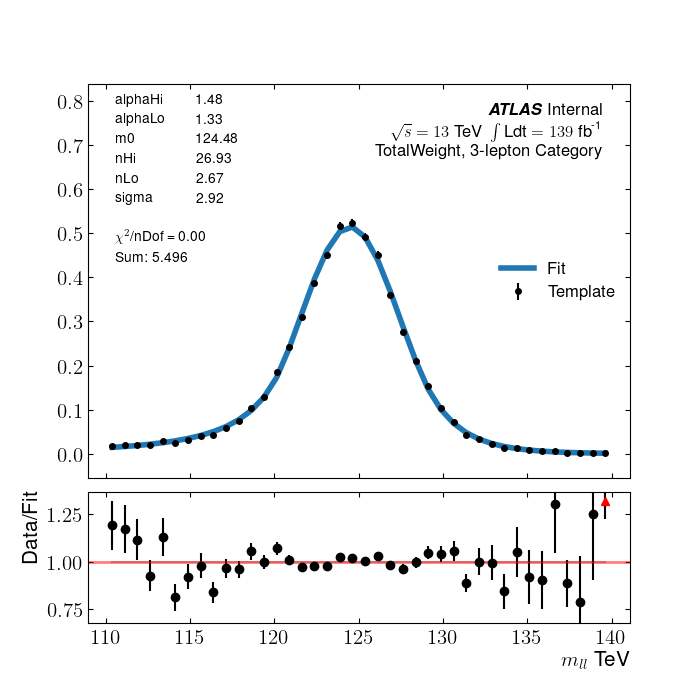 alphaHi 1.48
alphaLo 1.33
m0 124.48
nHi 26.93
nLo 2.67
sigma 2.92
χ²/nDof = 0.00
Sum: 5.496
ATLAS Internal
√s = 13 TeV ∫ Ldt = 139 fb⁻¹
TotalWeight, 3-lepton Category
Fit
Template
0.8
0.7
0.6
0.5
0.4
0.3
0.2
0.1
0.0
Data/Fit
1.25
1.00
0.75
110 115 120 125 130 135 140
m_ll TeV